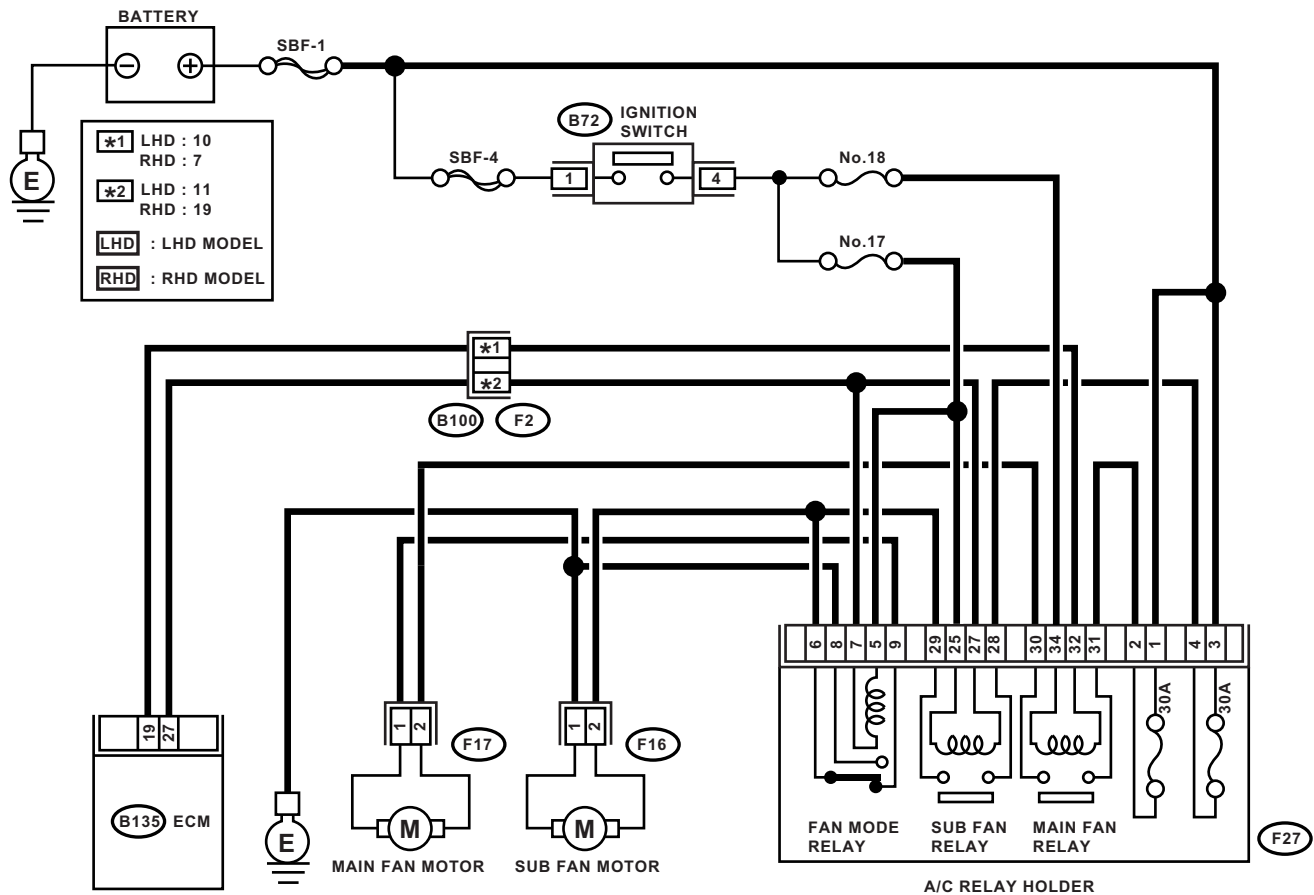 BATTERY
SBF-1
*1 LHD : 10
RHD : 7
*2 LHD : 11
RHD : 19
LHD : LHD MODEL
RHD : RHD MODEL
E
B72 IGNITION
SWITCH
SBF-4
1
4
No.18
No.17
*1
*2
B100 F2
6 8 7 5 9 29 25 27 28 30 34 32 31 2 1 4 3
30A
30A
19 27
1 2
F17
1 2
F16
B135 ECM
E
M
M
MAIN FAN MOTOR
SUB FAN MOTOR
FAN MODE
RELAY
SUB FAN
RELAY
MAIN FAN
RELAY
F27
A/C RELAY HOLDER